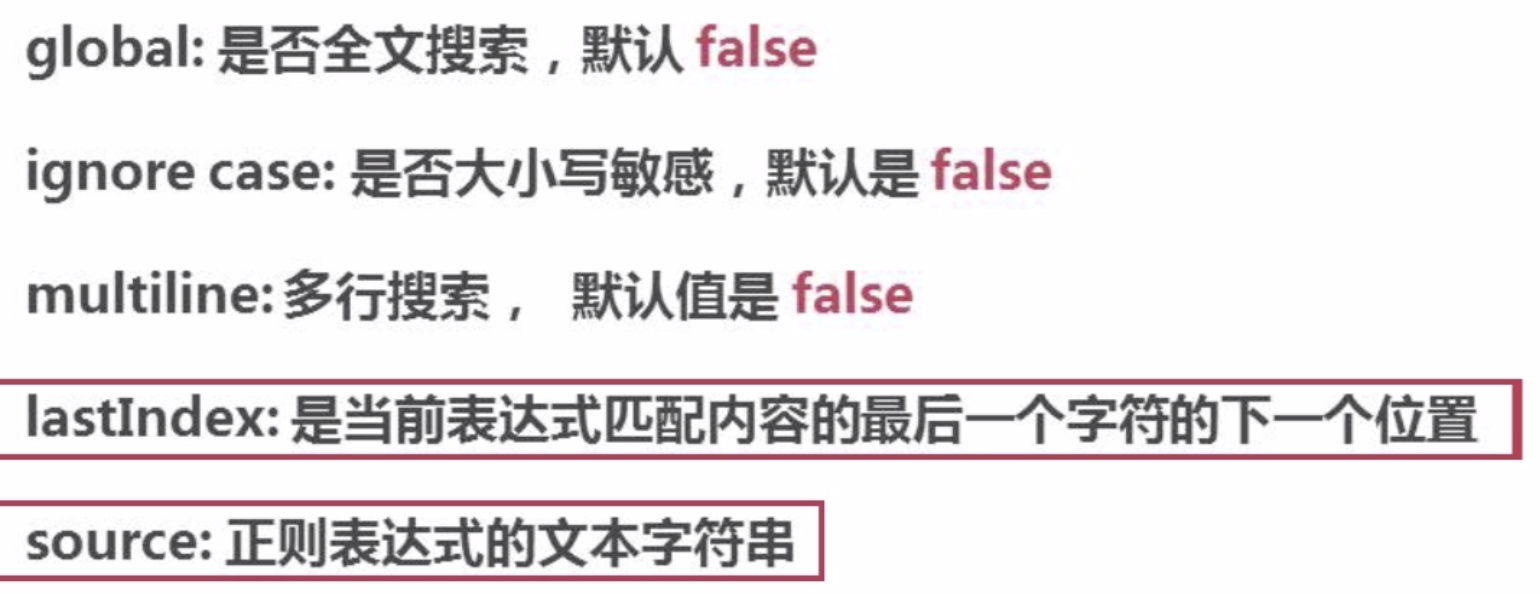 global: 是否全文搜索，默认 false
ignore case: 是否大小写敏感，默认是 false
multiline: 多行搜索， 默认值是 false
lastIndex: 是当前表达式匹配内容的最后一个字符的下一个位置
source: 正则表达式的文本字符串